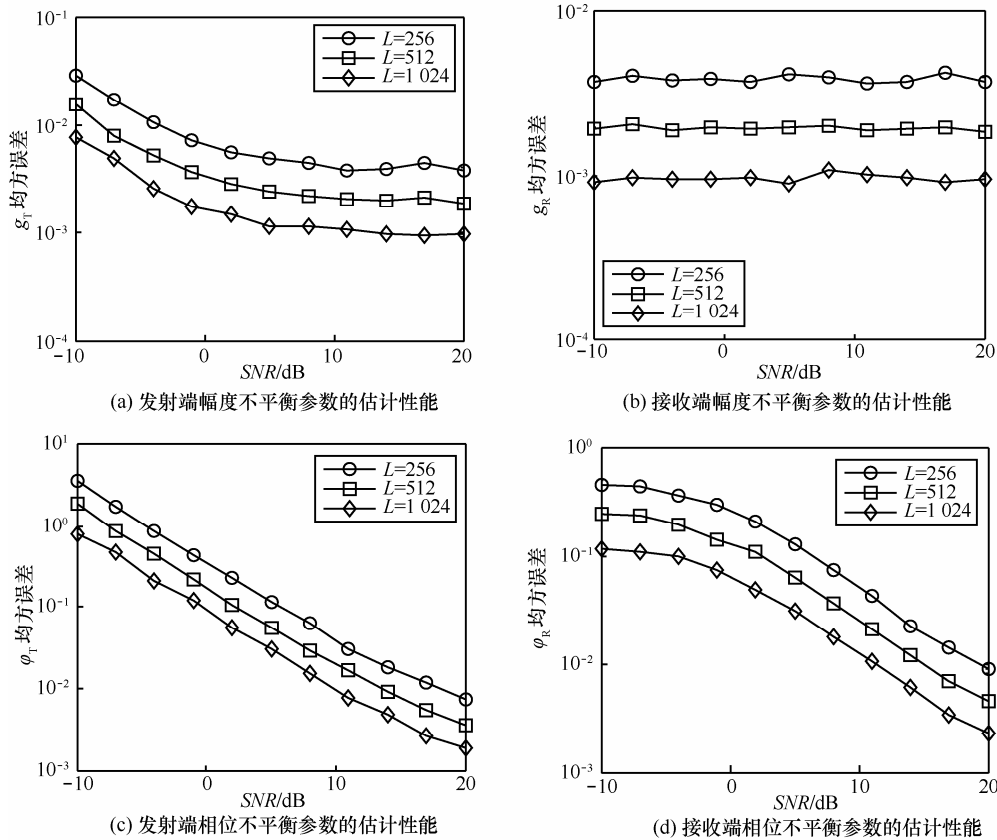 10⁻¹
10⁻²
10⁻³
10⁻⁴
g_T 均方误差
L=256
L=512
L=1 024
−10 0 10 20
SNR/dB
(a) 发射端幅度不平衡参数的估计性能
10⁻²
10⁻³
10⁻⁴
g_R 均方误差
L=256
L=512
L=1 024
−10 0 10 20
SNR/dB
(b) 接收端幅度不平衡参数的估计性能
10¹
10⁰
10⁻¹
10⁻²
10⁻³
φ_T 均方误差
L=256
L=512
L=1 024
−10 0 10 20
SNR/dB
(c) 发射端相位不平衡参数的估计性能
10⁰
10⁻¹
10⁻²
10⁻³
φ_R 均方误差
L=256
L=512
L=1 024
−10 0 10 20
SNR/dB
(d) 接收端相位不平衡参数的估计性能